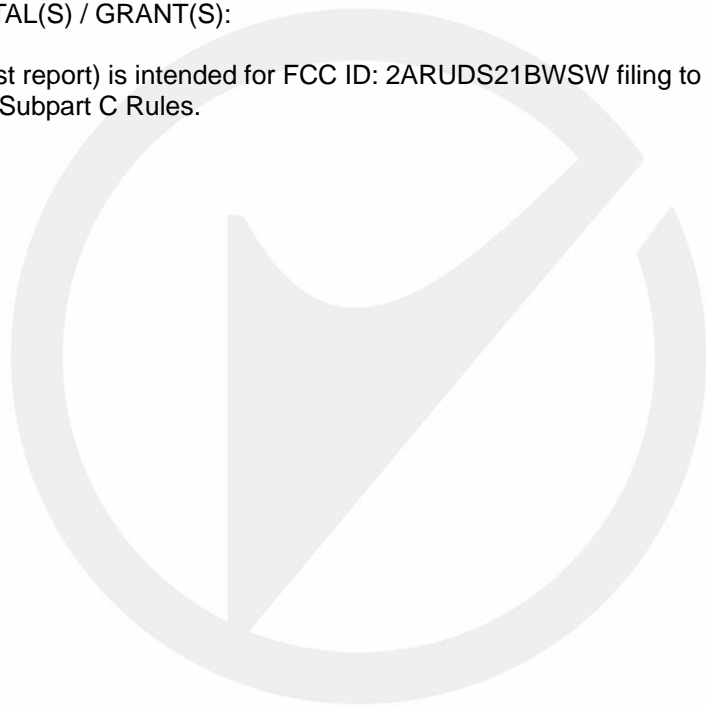 TAL(S) / GRANT(S):
st report) is intended for FCC ID: 2ARUDS21BWSW filing to
Subpart C Rules.